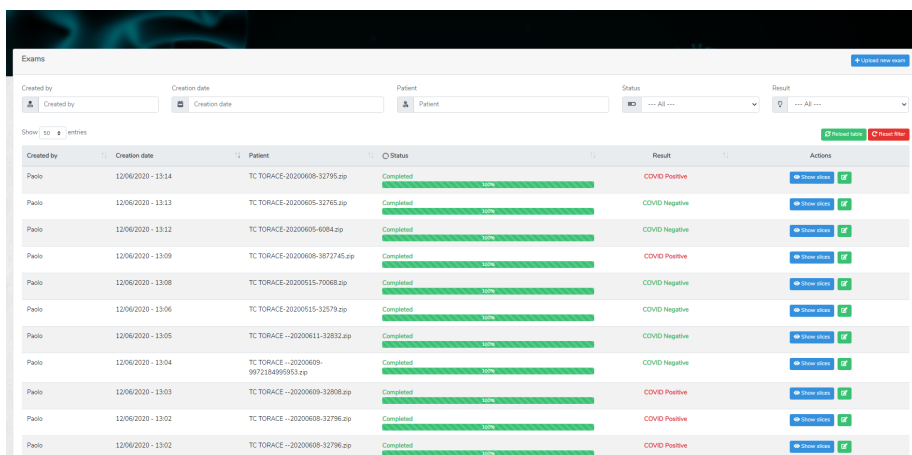 Exams
+ Upload new exam
Created by Creation date Patient Status Result
Created by Creation date Patient --- All --- --- All ---
Show 50 entries
Reload table Reset filter
Created by Creation date Patient Status Result Actions
Paolo 12/06/2020 - 13:14 TC TORACE-20200608-32795.zip Completed COVID Positive Show slices
100%
Paolo 12/06/2020 - 13:13 TC TORACE-20200605-32765.zip Completed COVID Negative Show slices
100%
Paolo 12/06/2020 - 13:12 TC TORACE-20200605-6084.zip Completed COVID Negative Show slices
100%
Paolo 12/06/2020 - 13:09 TC TORACE-20200608-3872745.zip Completed COVID Positive Show slices
100%
Paolo 12/06/2020 - 13:08 TC TORACE-20200515-70068.zip Completed COVID Negative Show slices
100%
Paolo 12/06/2020 - 13:06 TC TORACE-20200515-32579.zip Completed COVID Negative Show slices
100%
Paolo 12/06/2020 - 13:05 TC TORACE --20200611-32832.zip Completed COVID Negative Show slices
100%
Paolo 12/06/2020 - 13:04 TC TORACE --20200609- Completed COVID Negative Show slices
9972184995953.zip 100%
Paolo 12/06/2020 - 13:03 TC TORACE --20200609-32808.zip Completed COVID Positive Show slices
100%
Paolo 12/06/2020 - 13:02 TC TORACE --20200608-32796.zip Completed COVID Positive Show slices
100%
Paolo 12/06/2020 - 13:02 TC TORACE --20200608-32796.zip Completed COVID Positive Show slices
100%